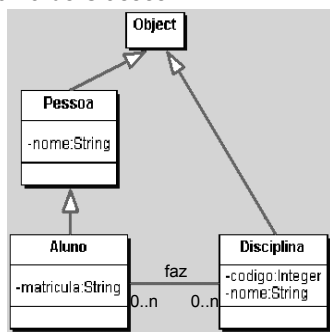 Object
Pessoa
-nome:String
Aluno
-matricula:String
faz
0..n
0..n
Disciplina
-codigo:Integer
-nome:String